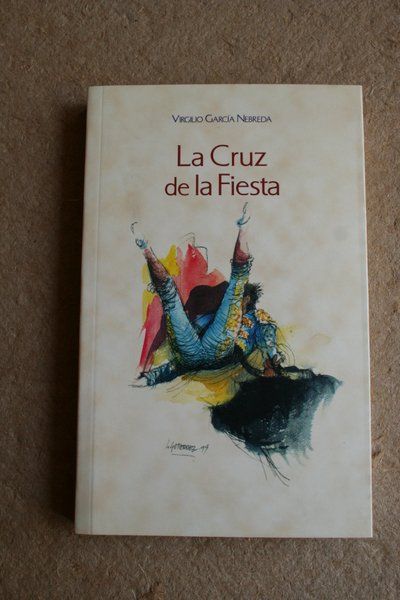 Virgilio García Nebreda
La Cruz
de la Fiesta